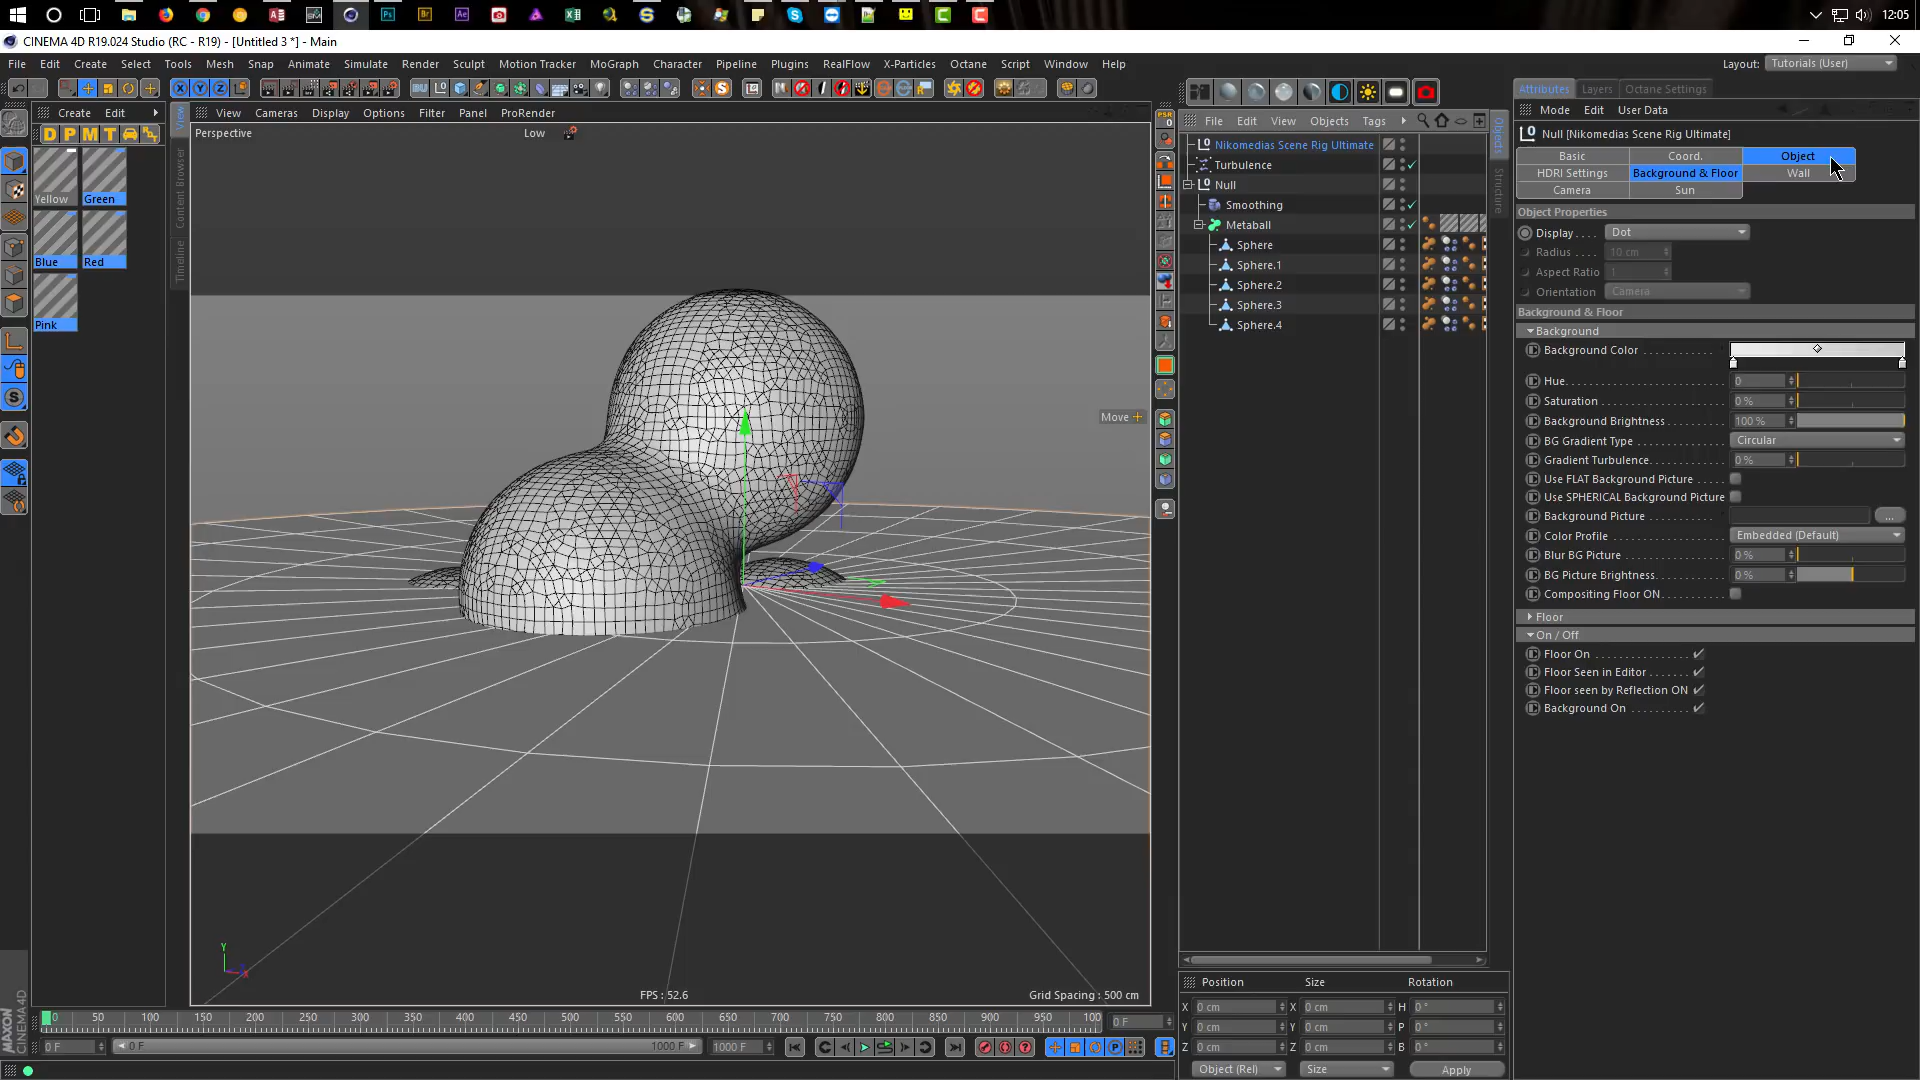 12:05
CINEMA 4D R19.024 Studio (RC - R19) - [Untitled 3 *] - Main
File Edit Create Select Tools Mesh Snap Animate Simulate Render Sculpt Motion Tracker MoGraph Character Pipeline Plugins RealFlow X-Particles Octane Script Window Help
Layout: Tutorials (User)
Create Edit
View Cameras Display Options Filter Panel ProRender
Perspective
Low
D P M T
Yellow Green
Blue Red
Pink
View
Content Browser
Timeline
Move
Y
X
FPS : 52.6
Grid Spacing : 500 cm
MAXON CINEMA 4D
0 50 100 150 200 250 300 350 400 450 500 550 600 650 700 750 800 850 900 950 100
0 F
0 F
0 F
1000 F
1000 F
PSR
0
File Edit View Objects Tags
Nikomedias Scene Rig Ultimate
Turbulence
Null
Smoothing
Metaball
Sphere
Sphere.1
Sphere.2
Sphere.3
Sphere.4
Objects
Structure
Position Size Rotation
X 0 cm X 0 cm H 0 °
Y 0 cm Y 0 cm P 0 °
Z 0 cm Z 0 cm B 0 °
Object (Rel) Size Apply
Attributes Layers Octane Settings
Mode Edit User Data
Null [Nikomedias Scene Rig Ultimate]
Basic Coord. Object
HDRI Settings Background & Floor Wall
Camera Sun
Object Properties
Display . . . . Dot
Radius . . . . 10 cm
Aspect Ratio 1
Orientation Camera
Background & Floor
Background
Background Color
Hue 0
Saturation 0 %
Background Brightness 100 %
BG Gradient Type Circular
Gradient Turbulence 0 %
Use FLAT Background Picture
Use SPHERICAL Background Picture
Background Picture ...
Color Profile Embedded (Default)
Blur BG Picture 0 %
BG Picture Brightness 0 %
Compositing Floor ON
Floor
On / Off
Floor On
Floor Seen in Editor
Floor seen by Reflection ON
Background On